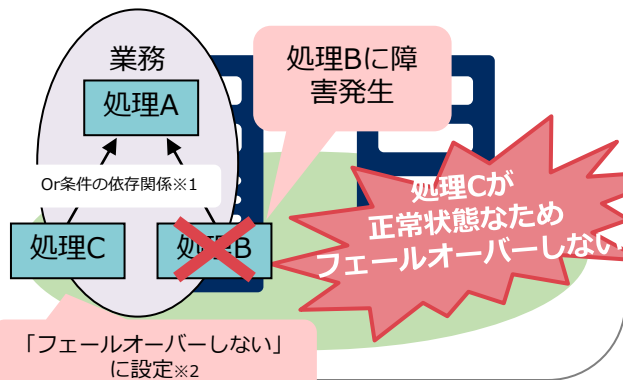 業務
処理A
処理Bに障
害発生
Or条件の依存関係※1
処理Cが
正常状態なため
フェールオーバーしない
処理C
処理B
「フェールオーバーしない」
に設定※2